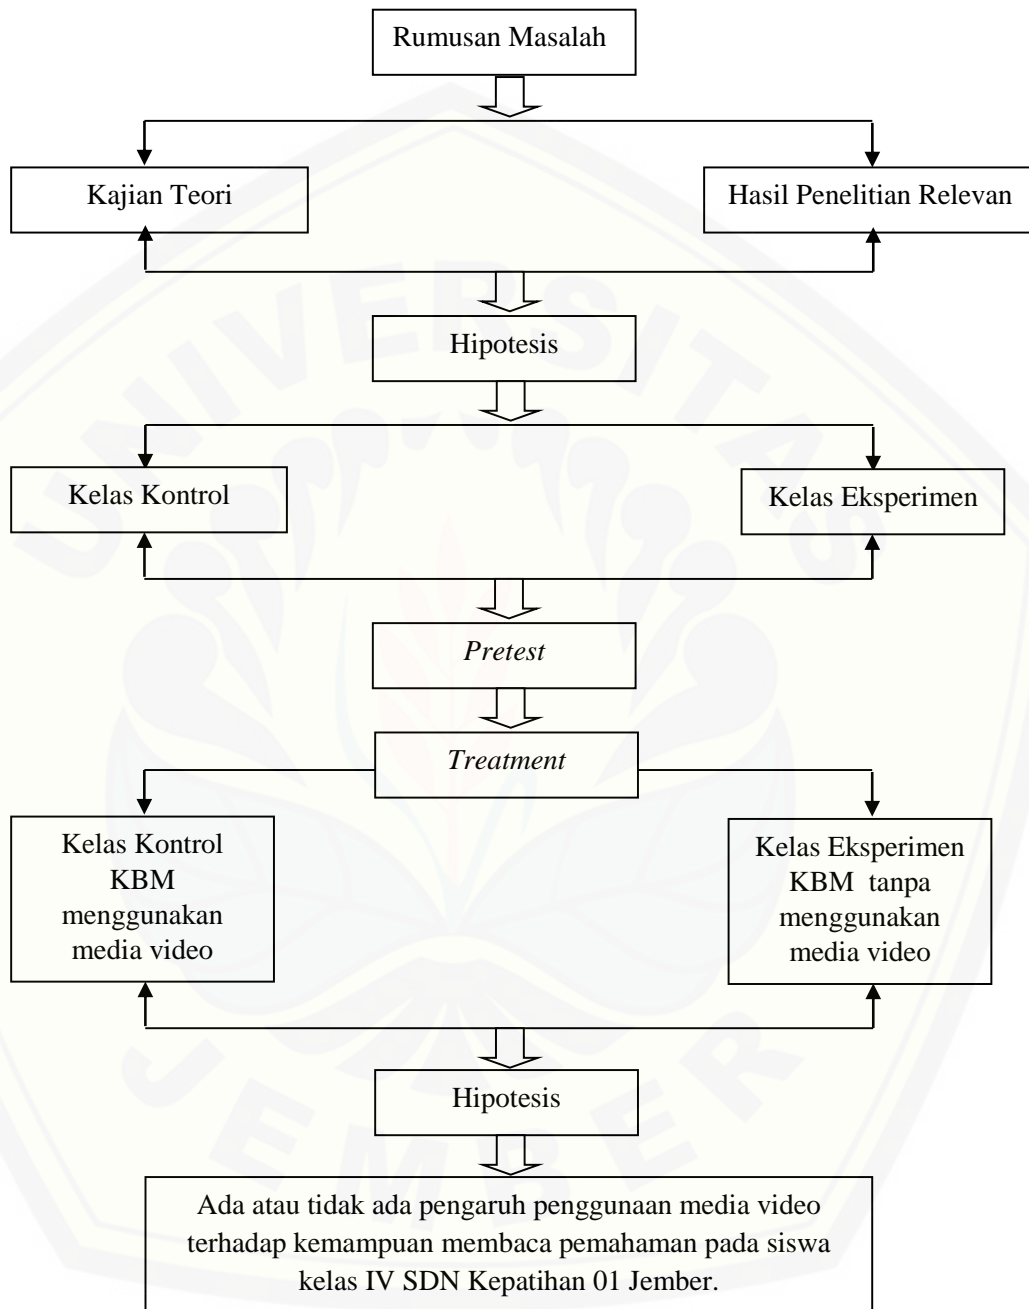 Rumusan Masalah
Kajian Teori
Hasil Penelitian Relevan
Hipotesis
Kelas Kontrol
Kelas Eksperimen
Pretest
Treatment
Kelas Kontrol
KBM
menggunakan
media video
Kelas Eksperimen
KBM tanpa
menggunakan
media video
Hipotesis
Ada atau tidak ada pengaruh penggunaan media video
terhadap kemampuan membaca pemahaman pada siswa
kelas IV SDN Kepatihan 01 Jember.
UNIVERSITAS
JEMBER